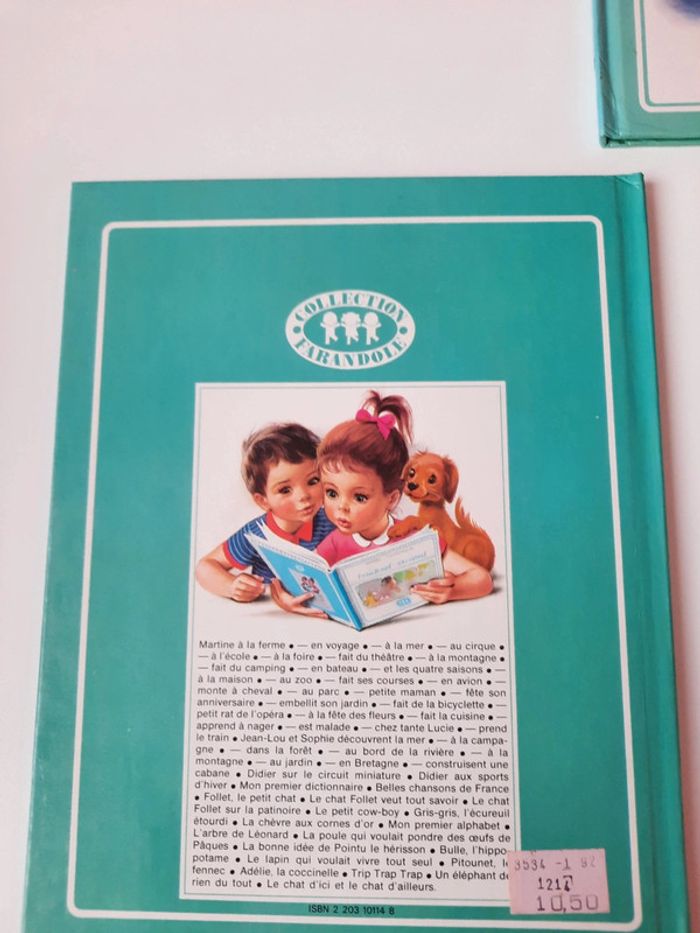 COLLECTION
FARANDOLE
Martine à la ferme • — en voyage • — à la mer • — au cirque •
— à l'école • — à la foire • — fait du théâtre • — à la montagne •
— fait du camping • — en bateau • — et les quatre saisons • —
à la maison • — au zoo • — fait ses courses • — en avion • —
monte à cheval • — au parc • — petite maman • — fête son
anniversaire • — embellit son jardin • — fait de la bicyclette • —
petit rat de l'opéra • — à la fête des fleurs • — fait la cuisine • —
apprend à nager • — est malade • — chez tante Lucie • — prend
le train • Jean-Lou et Sophie découvrent la mer • — à la campa-
gne • — dans la forêt • — au bord de la rivière • — à la
montagne • — au jardin • — en Bretagne • — construisent une
cabane • Didier sur le circuit miniature • Didier aux sports
d'hiver • Mon premier dictionnaire • Belles chansons de France
• Follet, le petit chat • Le chat Follet veut tout savoir • Le chat
Follet sur la patinoire • Le petit cow-boy • Gris-gris, l'écureuil
étourdi • La chèvre aux cornes d'or • Mon premier alphabet •
L'arbre de Léonard • La poule qui voulait pondre des œufs de
Pâques • La bonne idée de Pointu le hérisson • Bulle, l'hippo-
potame • Le lapin qui voulait vivre tout seul • Pitounet, le
fennec • Adélie, la coccinelle • Trip Trap Trap • Un éléphant de
rien du tout • Le chat d'ici et le chat d'ailleurs.
ISBN 2 203 10114 8
3534 -1 92
1217
10,50